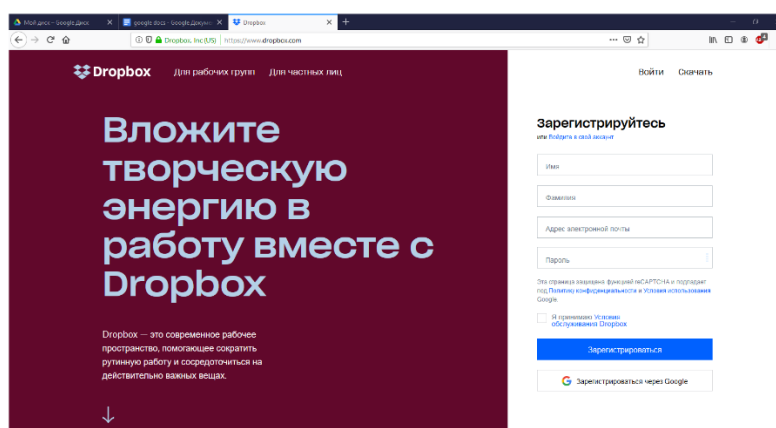 Мой диск – Google Диск
google docs - Google Докуме
Dropbox
Dropbox, Inc (US)
https://www.dropbox.com
Dropbox
Для рабочих групп
Для частных лиц
Войти
Скачать
Вложите
творческую
энергию в
работу вместе с
Dropbox
Dropbox — это современное рабочее
пространство, помогающее сократить
рутинную работу и сосредоточиться на
действительно важных вещах.
Зарегистрируйтесь
или Войдите в свой аккаунт
Имя
Фамилия
Адрес электронной почты
Пароль
Эта страница защищена функцией reCAPTCHA и подпадает
под Политику конфиденциальности и Условия использования
Google.
Я принимаю Условия
обслуживания Dropbox
Зарегистрироваться
Зарегистрироваться через Google